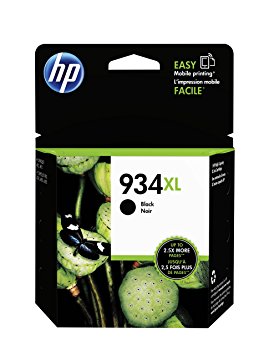 hp
EASY
Mobile printing*
L'impression mobile
FACILE*
934XL
Black
Noir
UP TO
2.5X MORE
PAGES**
JUSQU'À
2,5 FOIS PLUS
DE PAGES**